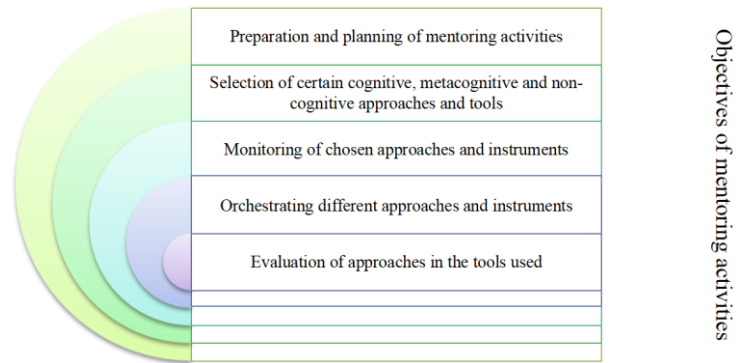 Preparation and planning of mentoring activities
Selection of certain cognitive, metacognitive and non-
cognitive approaches and tools
Monitoring of chosen approaches and instruments
Orchestrating different approaches and instruments
Evaluation of approaches in the tools used
Objectives of mentoring activities